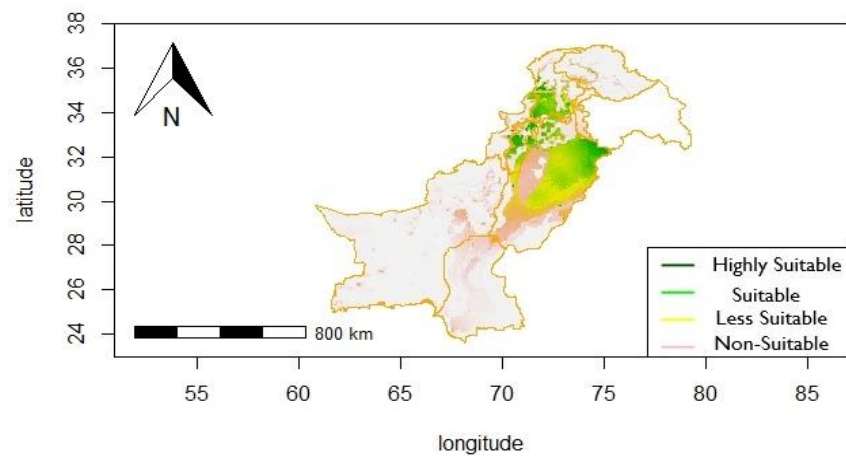 38
36
34
32
30
28
26
24
latitude
N
800 km
Highly Suitable
Suitable
Less Suitable
Non-Suitable
55
60
65
70
75
80
85
longitude